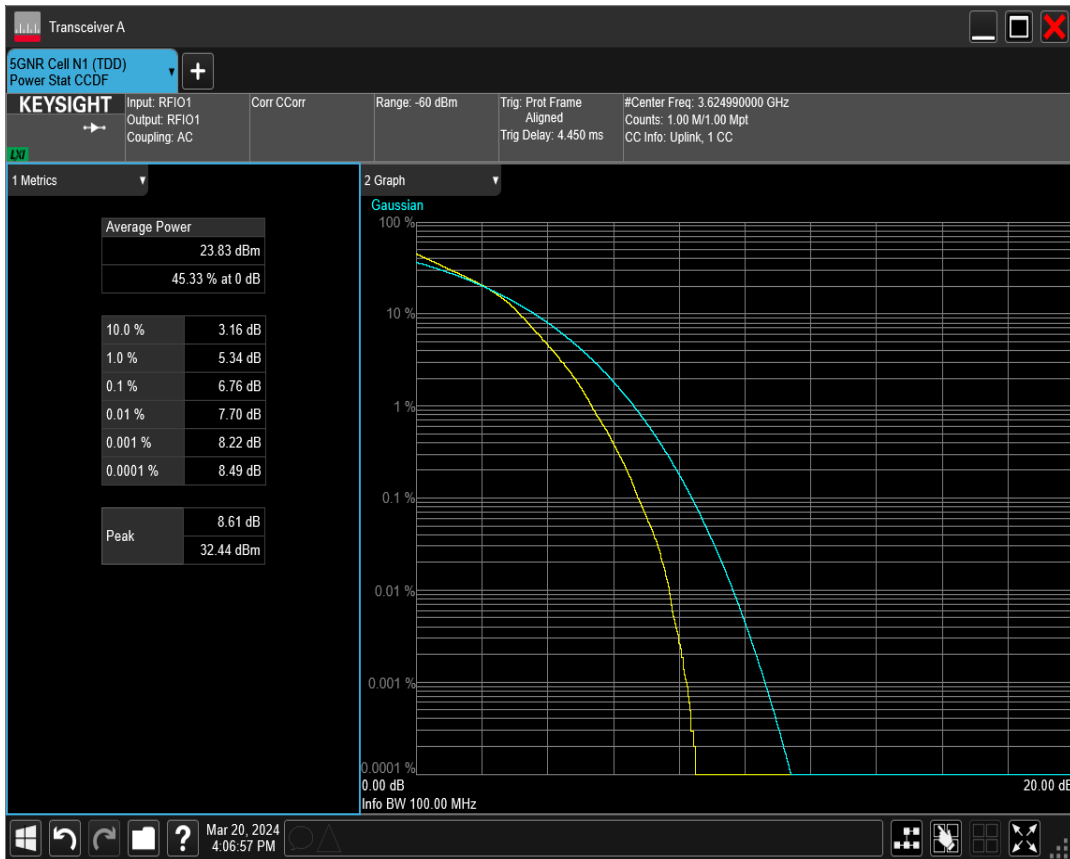 Transceiver A
5GNR Cell N1 (TDD)
Power Stat CCDF
+
KEYSIGHT
LXI
Input: RFIO1
Output: RFIO1
Coupling: AC
Corr CCorr
Range: -60 dBm
Trig: Prot Frame
Aligned
Trig Delay: 4.450 ms
#Center Freq: 3.624990000 GHz
Counts: 1.00 M/1.00 Mpt
CC Info: Uplink, 1 CC
1 Metrics
Average Power
23.83 dBm
45.33 % at 0 dB
10.0 % 3.16 dB
1.0 % 5.34 dB
0.1 % 6.76 dB
0.01 % 7.70 dB
0.001 % 8.22 dB
0.0001 % 8.49 dB
Peak
8.61 dB
32.44 dBm
2 Graph
Gaussian
100 %
10 %
1 %
0.1 %
0.01 %
0.001 %
0.0001 %
0.00 dB 20.00 dB
Info BW 100.00 MHz
?
Mar 20, 2024
4:06:57 PM